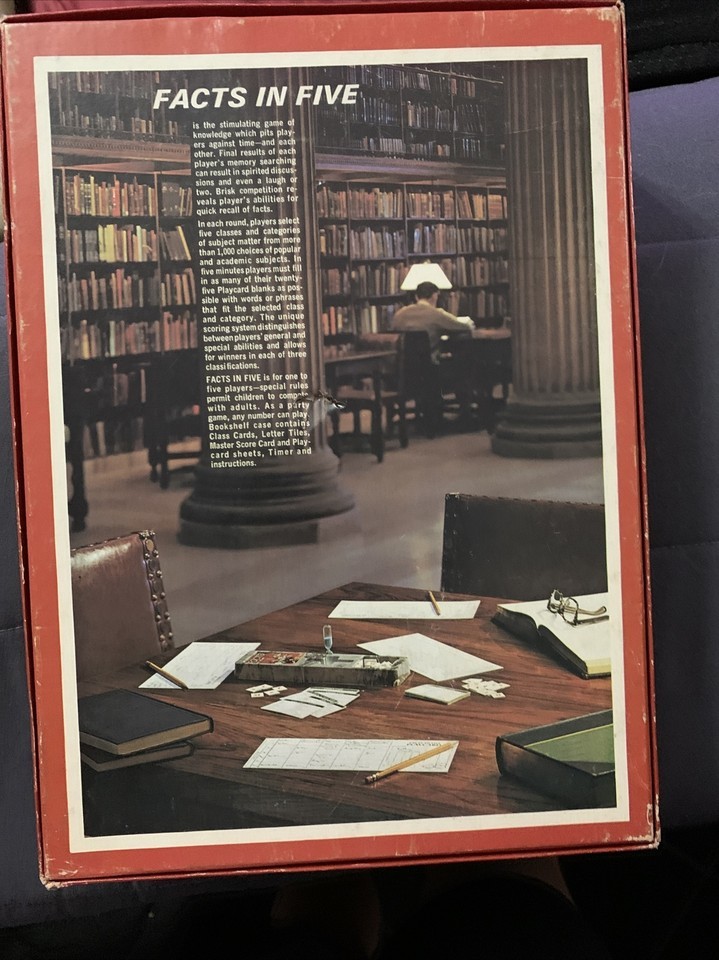 FACTS IN FIVE
is the stimulating game of
knowledge which pits play-
ers against time—and each
other. Final results of each
player's memory searching
can result in spirited discus-
sions and even a laugh or
two. Brisk competition re-
veals player's abilities for
quick recall of facts.
In each round, players select
five classes and categories
of subject matter from more
than 1,000 choices of popular
and academic subjects. In
five minutes players must fill
in as many of their twenty-
five Playcard blanks as pos-
sible with words or phrases
that fit the selected class
and category. The unique
scoring system distinguishes
between players' general and
special abilities and allows
for winners in each of three
classifications.
FACTS IN FIVE is for one to
five players—special rules
permit children to compete
with adults. As a party
game, any number can play.
Bookshelf case contains
Class Cards, Letter Tiles,
Master Score Card and Play-
card sheets, Timer and
instructions.